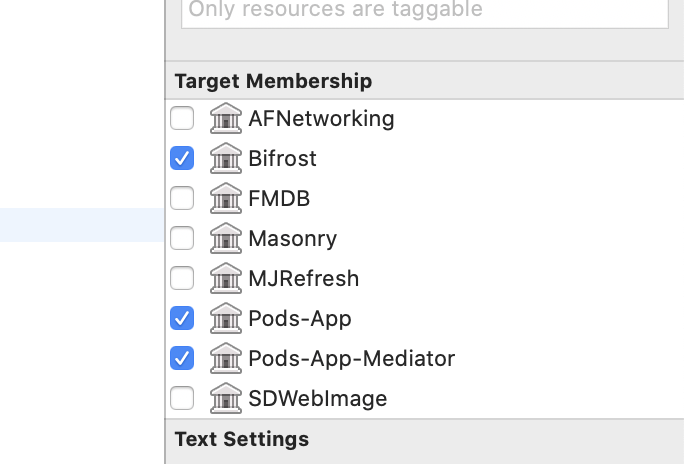 Only resources are taggable
Target Membership
AFNetworking
Bifrost
FMDB
Masonry
MJRefresh
Pods-App
Pods-App-Mediator
SDWebImage
Text Settings